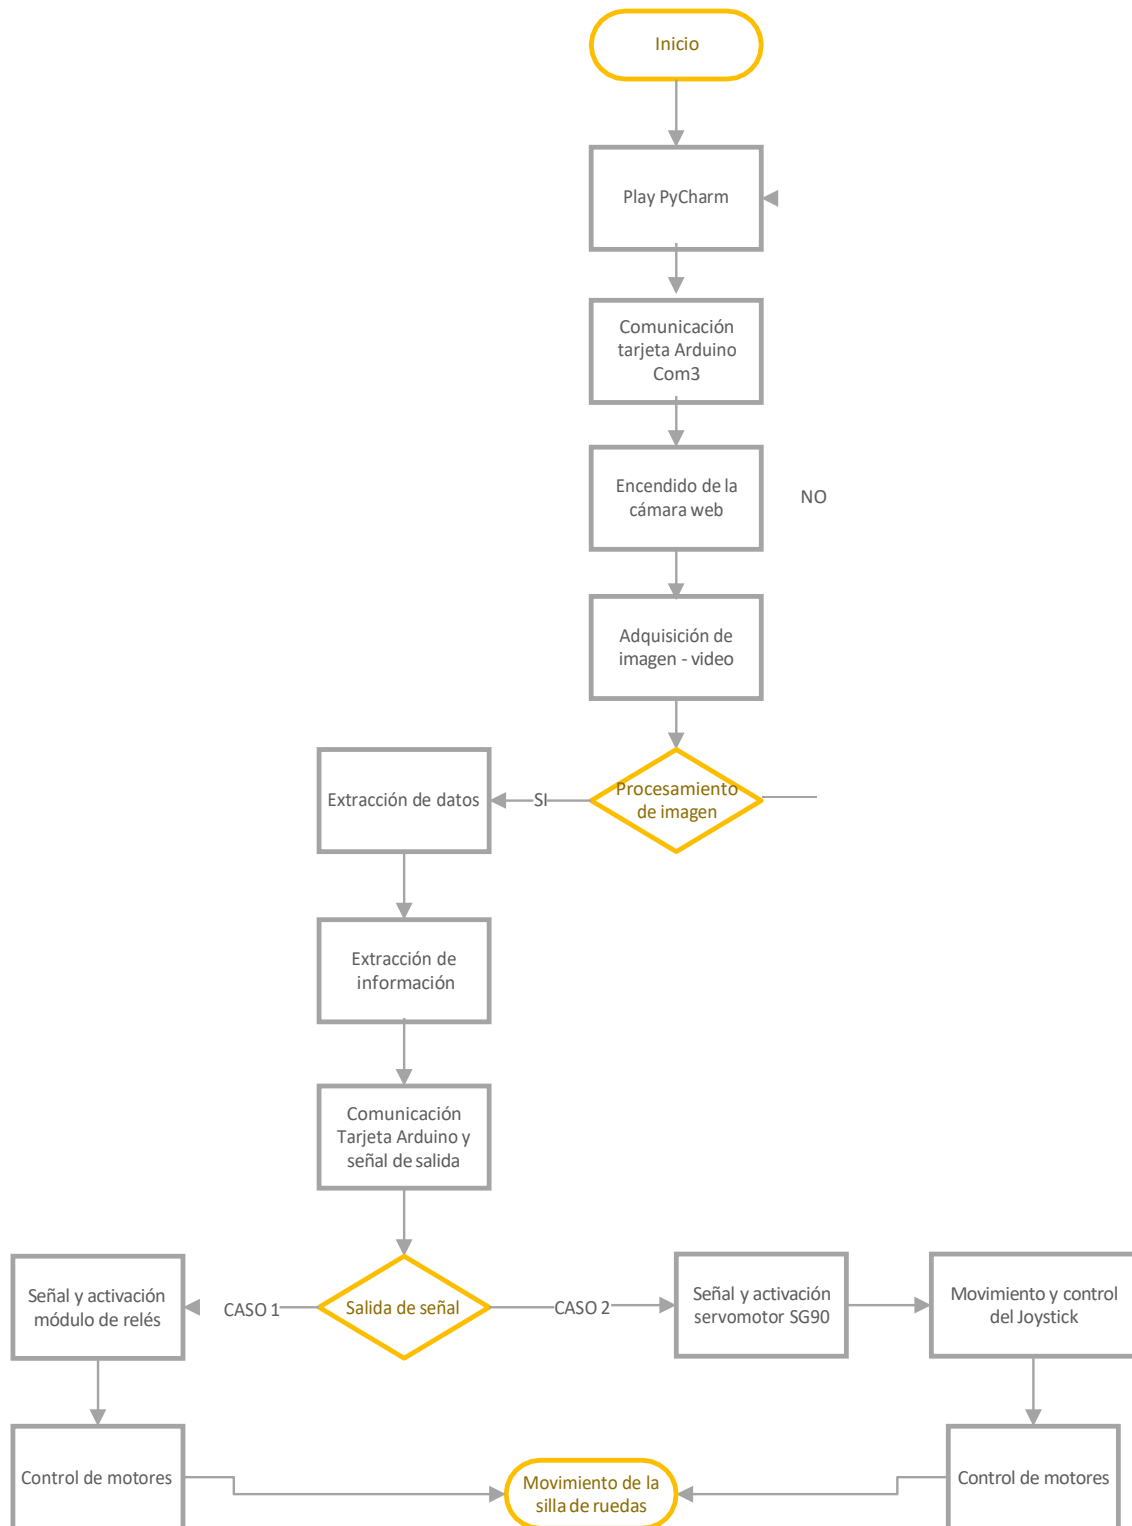 Inicio
Play PyCharm
Comunicación
tarjeta Arduino
Com3
Encendido de la
cámara web
NO
Adquisición de
imagen - video
Procesamiento
de imagen
SI
Extracción de datos
Extracción de
información
Comunicación
Tarjeta Arduino y
señal de salida
Señal y activación
módulo de relés
CASO 1
Salida de señal
CASO 2
Señal y activación
servomotor SG90
Movimiento y control
del Joystick
Control de motores
Movimiento de la
silla de ruedas
Control de motores